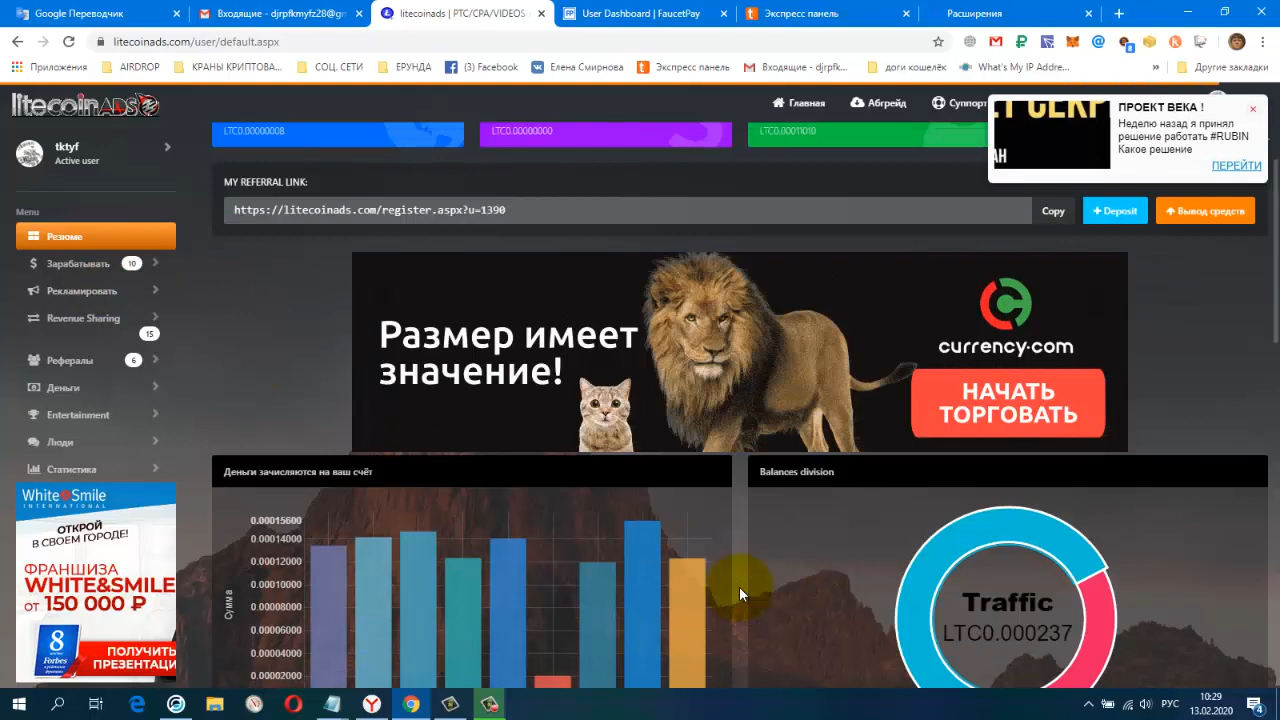 Google Переводчик
Входящие - djrpfkmyfz28@gm
litecoinads | PTC/CPA/VIDEOS
User Dashboard | FaucetPay
Экспресс панель
Расширения
litecoinads.com/user/default.aspx
Приложения
AIRDROP
КРАНЫ КРИПТОВА...
СОЦ. СЕТИ
ЕРУНДА
(3) Facebook
Елена Смирнова
Экспресс панель
Входящие - djrpfk...
доги кошелёк
What's My IP Addre...
»
Другие закладки
litecoinADS
Главная
Абгрейд
Суппорт
ЕТ СЕКР
АН
ПРОЕКТ ВЕКА !
Неделю назад я принял
решение работать #RUBIN
Какое решение
ПЕРЕЙТИ
LTC0.00000008
LTC0.00000000
LTC0.00011010
tktyf
Active user
MY REFERRAL LINK:
https://litecoinads.com/register.aspx?u=1390
Copy
+ Deposit
Вывод средств
Menu
Резюме
Зарабатывать 10
Рекламировать
Revenue Sharing
15
Рефералы 6
Деньги
Entertainment
Люди
Статистика
Размер имеет
значение!
currency.com
НАЧАТЬ
ТОРГОВАТЬ
White Smile
INTERNATIONAL
ОТКРОЙ
В СВОЕМ ГОРОДЕ!
ФРАНШИЗА
WHITE&SMILE
ОТ 150 000 ₽
8
Forbes
ПОЛУЧИТЬ
ПРЕЗЕНТАЦИ
Деньги зачисляются на ваш счёт
Balances division
0.00015600
0.00014000
0.00012000
0.00010000
0.00008000
0.00006000
0.00004000
0.00002000
Сумма
Traffic
LTC0.000237
РУС
10:29
13.02.2020
4